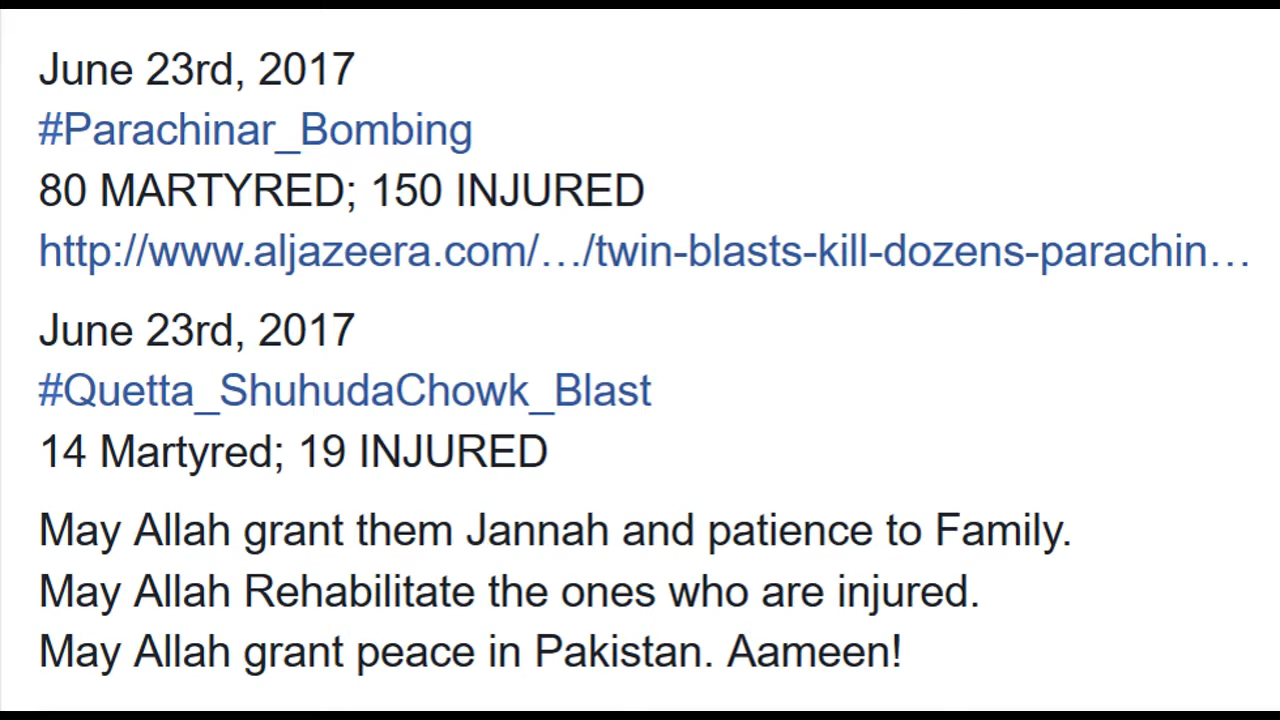 June 23rd, 2017
#Parachinar_Bombing
80 MARTYRED; 150 INJURED
http://www.aljazeera.com/…/twin-blasts-kill-dozens-parachin…
June 23rd, 2017
#Quetta_ShuhudaChowk_Blast
14 Martyred; 19 INJURED
May Allah grant them Jannah and patience to Family.
May Allah Rehabilitate the ones who are injured.
May Allah grant peace in Pakistan. Aameen!